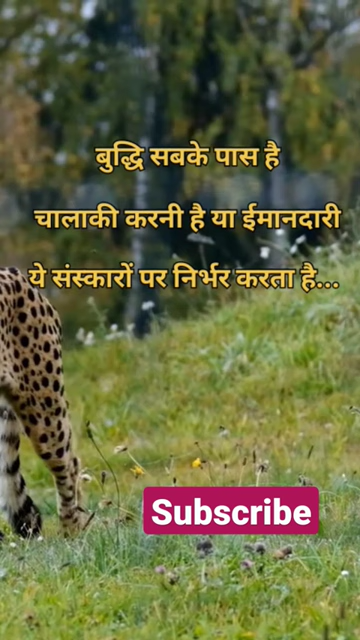 बुद्धि सबके पास है
चालाकी करनी है या ईमानदारी
ये संस्कारों पर निर्भर करता है...
Subscribe